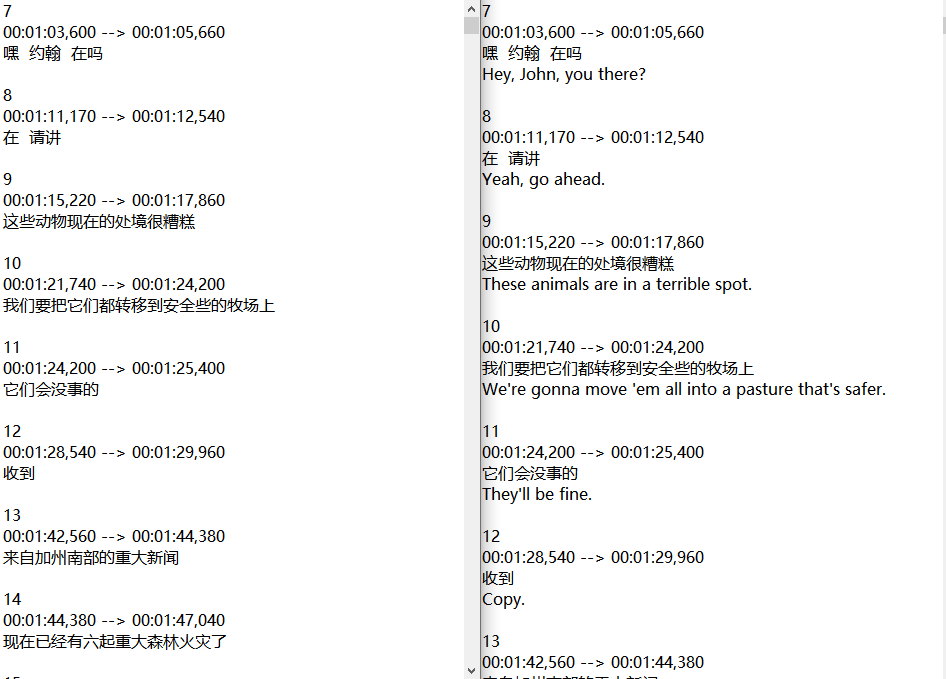 7
00:01:03,600 --> 00:01:05,660
嘿  约翰  在吗

8
00:01:11,170 --> 00:01:12,540
在  请讲

9
00:01:15,220 --> 00:01:17,860
这些动物现在的处境很糟糕

10
00:01:21,740 --> 00:01:24,200
我们要把它们都转移到安全些的牧场上

11
00:01:24,200 --> 00:01:25,400
它们会没事的

12
00:01:28,540 --> 00:01:29,960
收到

13
00:01:42,560 --> 00:01:44,380
来自加州南部的重大新闻

14
00:01:44,380 --> 00:01:47,040
现在已经有六起重大森林火灾了

7
00:01:03,600 --> 00:01:05,660
嘿  约翰  在吗
Hey, John, you there?

8
00:01:11,170 --> 00:01:12,540
在  请讲
Yeah, go ahead.

9
00:01:15,220 --> 00:01:17,860
这些动物现在的处境很糟糕
These animals are in a terrible spot.

10
00:01:21,740 --> 00:01:24,200
我们要把它们都转移到安全些的牧场上
We're gonna move 'em all into a pasture that's safer.

11
00:01:24,200 --> 00:01:25,400
它们会没事的
They'll be fine.

12
00:01:28,540 --> 00:01:29,960
收到
Copy.

13
00:01:42,560 --> 00:01:44,380